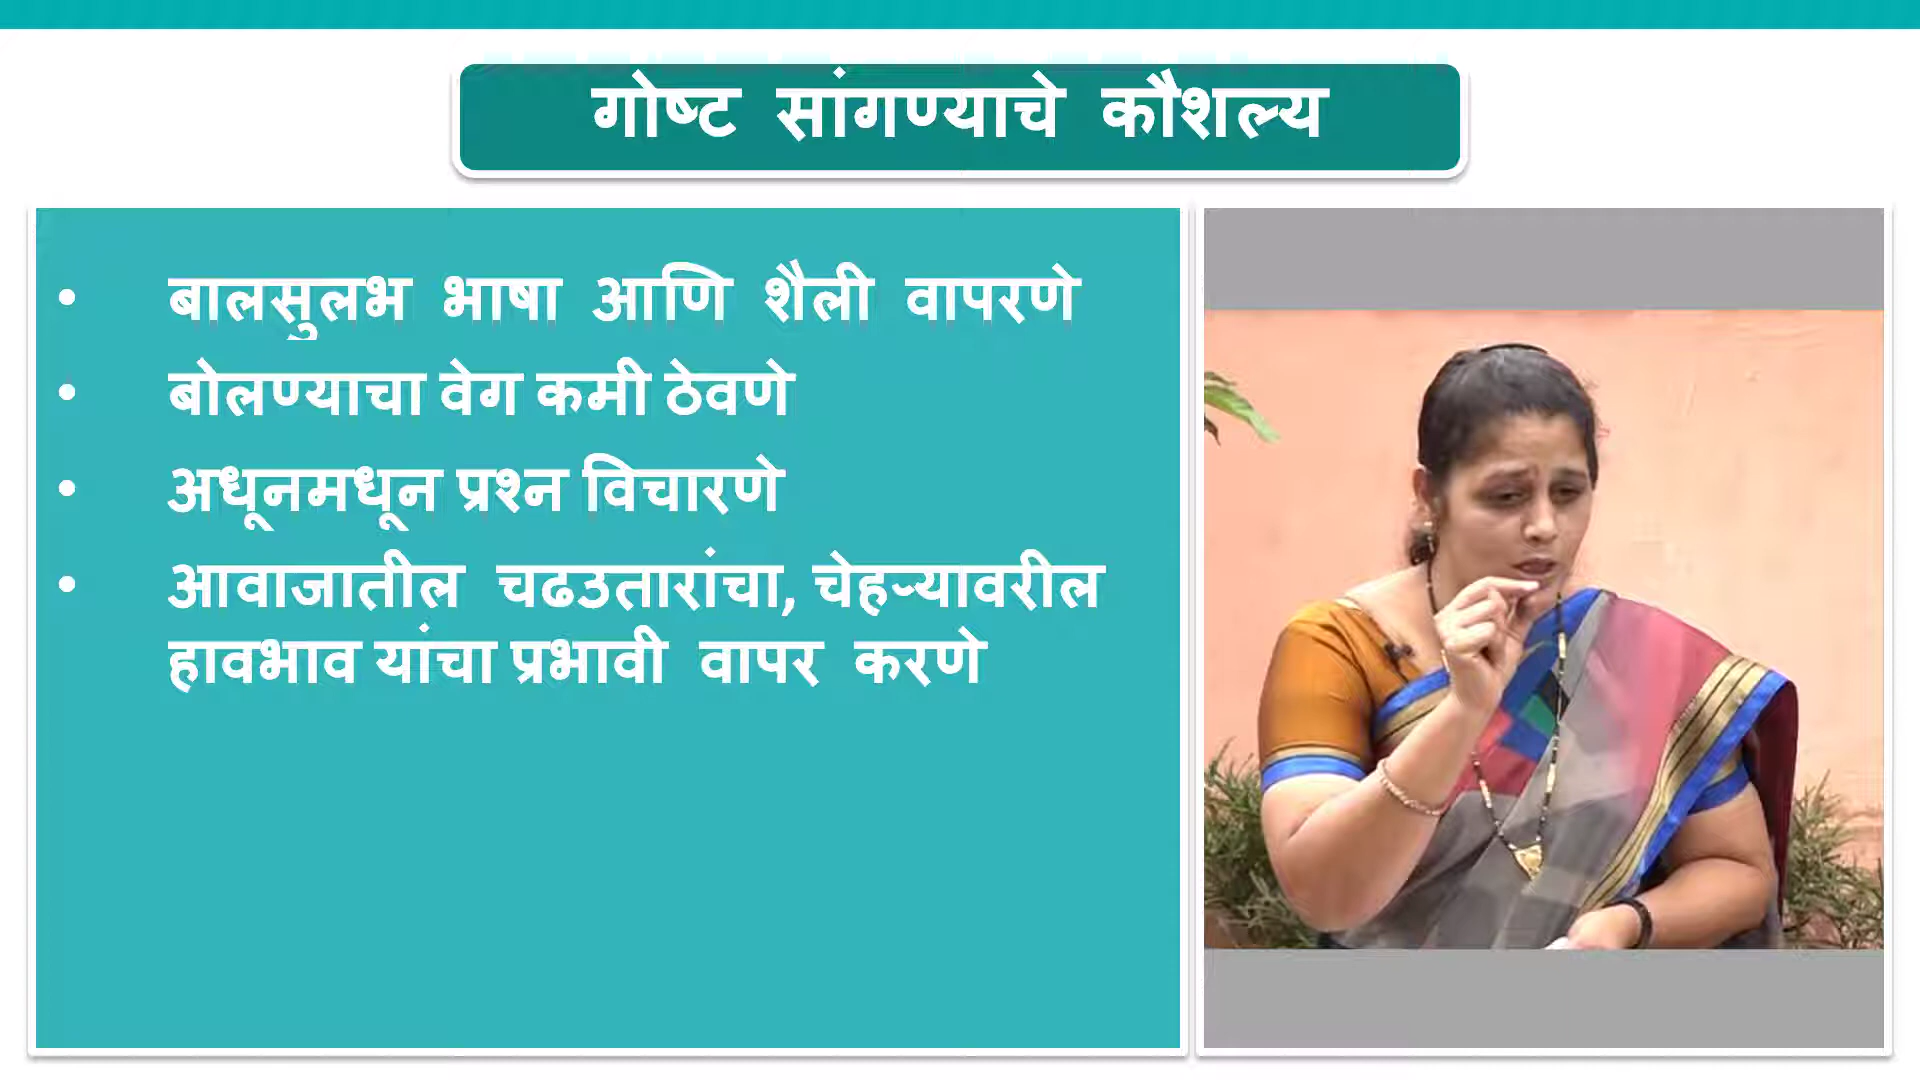 गोष्ट सांगण्याचे कौशल्य
• बालसुलभ भाषा आणि शैली वापरणे
• बोलण्याचा वेग कमी ठेवणे
• अधूनमधून प्रश्न विचारणे
• आवाजातील चढउतारांचा, चेहऱ्यावरील
हावभाव यांचा प्रभावी वापर करणे